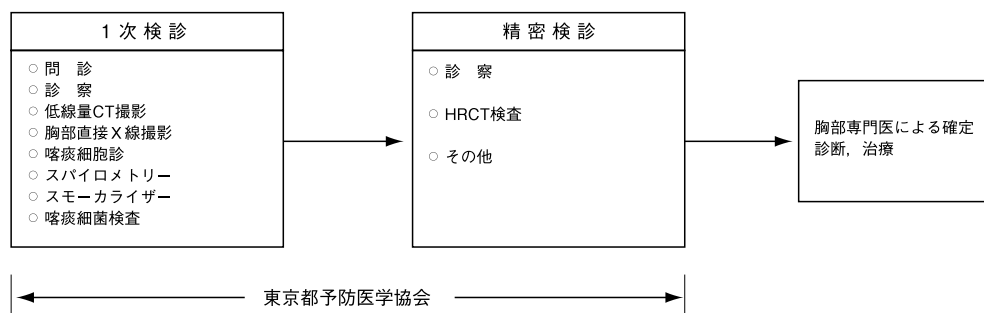 1 次 検 診
○ 問　診
○ 診　察
○ 低線量CT撮影
○ 胸部直接X線撮影
○ 喀痰細胞診
○ スパイロメトリー
○ スモーカライザー
○ 喀痰細菌検査
精 密 検 診
○ 診　察
○ HRCT検査
○ その他
胸部専門医による確定
診断，治療
東京都予防医学協会